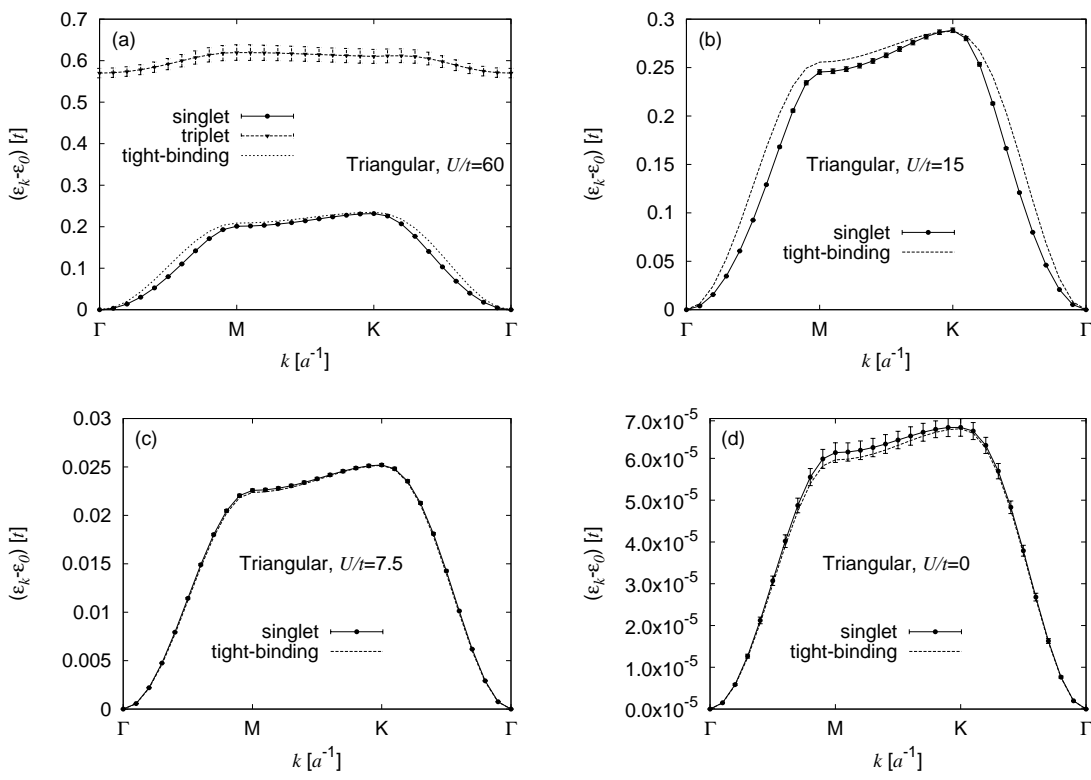 (a)
0.7
0.6
0.5
0.4
0.3
0.2
0.1
0
(ε_k-ε_0) [t]
singlet
triplet
tight-binding
Triangular, U/t=60
Γ M K Γ
k [a⁻¹]
(b)
0.3
0.25
0.2
0.15
0.1
0.05
0
(ε_k-ε_0) [t]
Triangular, U/t=15
singlet
tight-binding
Γ M K Γ
k [a⁻¹]
(c)
0.03
0.025
0.02
0.015
0.01
0.005
0
(ε_k-ε_0) [t]
Triangular, U/t=7.5
singlet
tight-binding
Γ M K Γ
k [a⁻¹]
(d)
7.0x10⁻⁵
6.0x10⁻⁵
5.0x10⁻⁵
4.0x10⁻⁵
3.0x10⁻⁵
2.0x10⁻⁵
1.0x10⁻⁵
0.0x10⁻⁵
(ε_k-ε_0) [t]
Triangular, U/t=0
singlet
tight-binding
Γ M K Γ
k [a⁻¹]